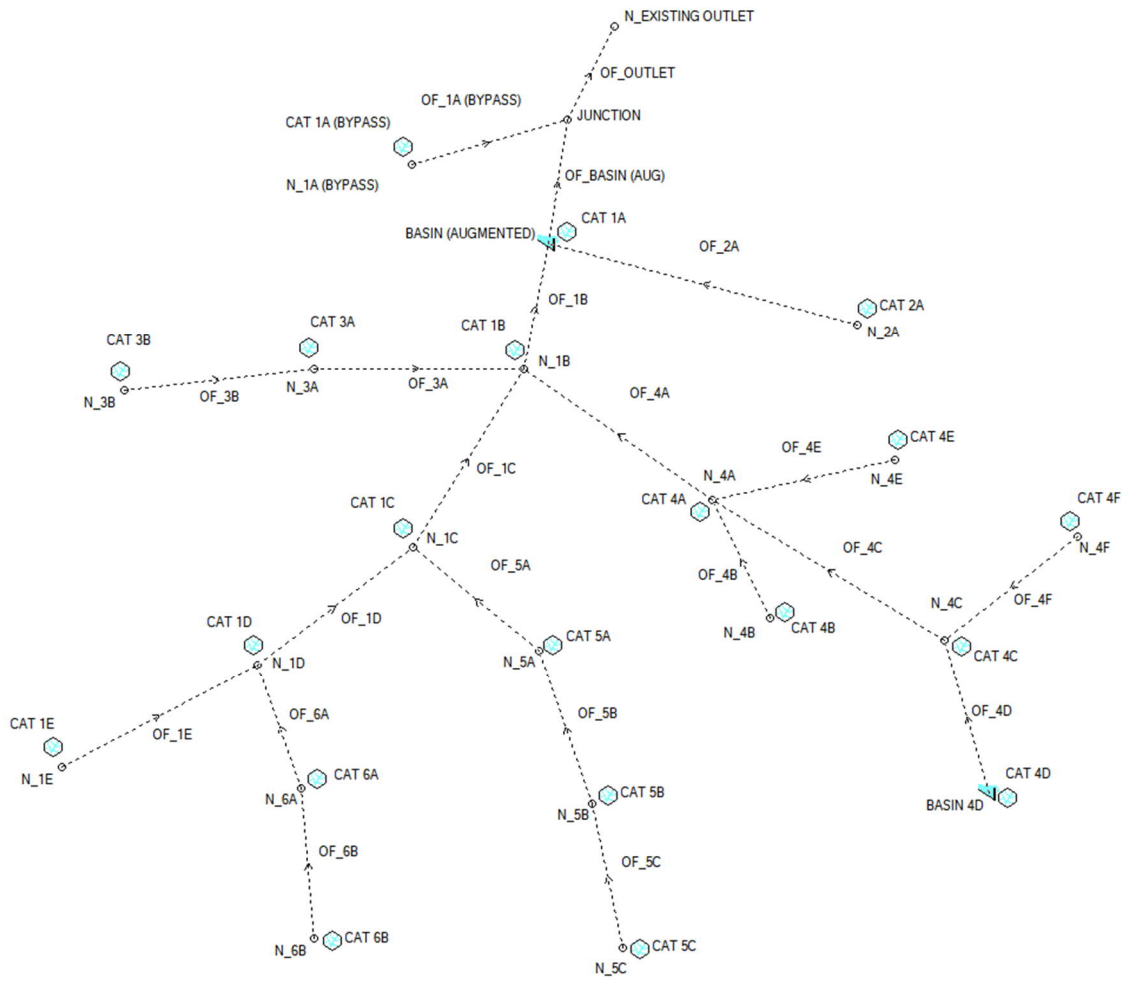 N_EXISTING OUTLET
OF_OUTLET
OF_1A (BYPASS)
CAT 1A (BYPASS)
JUNCTION
N_1A (BYPASS)
OF_BASIN (AUG)
CAT 1A
BASIN (AUGMENTED)
OF_2A
CAT 2A
N_2A
OF_1B
CAT 3B
CAT 3A
CAT 1B
N_1B
N_3B
OF_3B
N_3A
OF_3A
OF_4A
CAT 4E
OF_4E
N_4E
OF_1C
N_4A
CAT 4A
CAT 4F
N_4F
CAT 1C
N_1C
OF_5A
OF_4B
OF_4C
OF_4F
N_4C
CAT 4C
N_4B
CAT 4B
CAT 1D
OF_1D
N_1D
CAT 5A
N_5A
OF_6A
OF_5B
OF_4D
CAT 1E
OF_1E
N_1E
CAT 6A
N_6A
CAT 5B
N_5B
CAT 4D
BASIN 4D
OF_6B
OF_5C
N_6B
CAT 6B
CAT 5C
N_5C